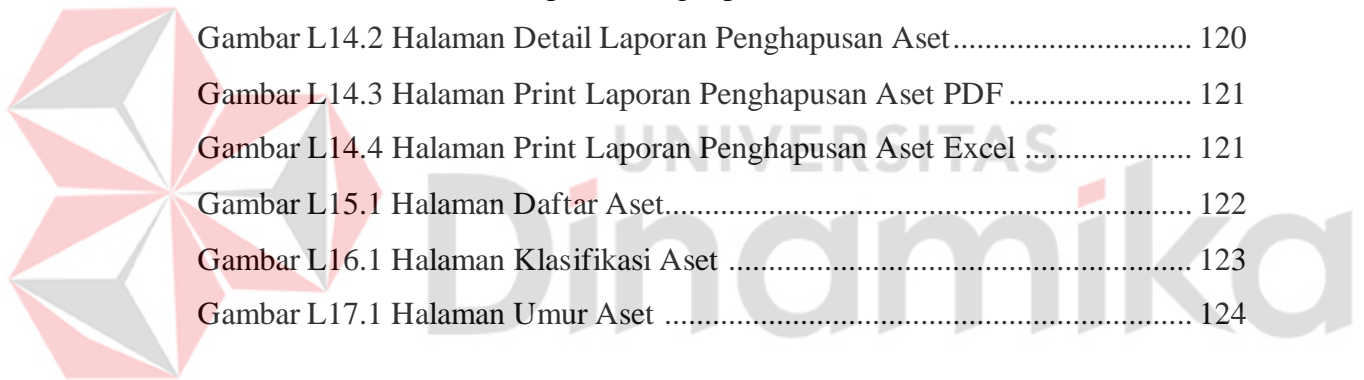 Gambar L14.2 Halaman Detail Laporan Penghapusan Aset............................ 120
Gambar L14.3 Halaman Print Laporan Penghapusan Aset PDF....................... 121
Gambar L14.4 Halaman Print Laporan Penghapusan Aset Excel ..................... 121
Gambar L15.1 Halaman Daftar Aset.................................................................. 122
Gambar L16.1 Halaman Klasifikasi Aset .......................................................... 123
Gambar L17.1 Halaman Umur Aset .................................................................. 124
UNIVERSITAS
Dinamika